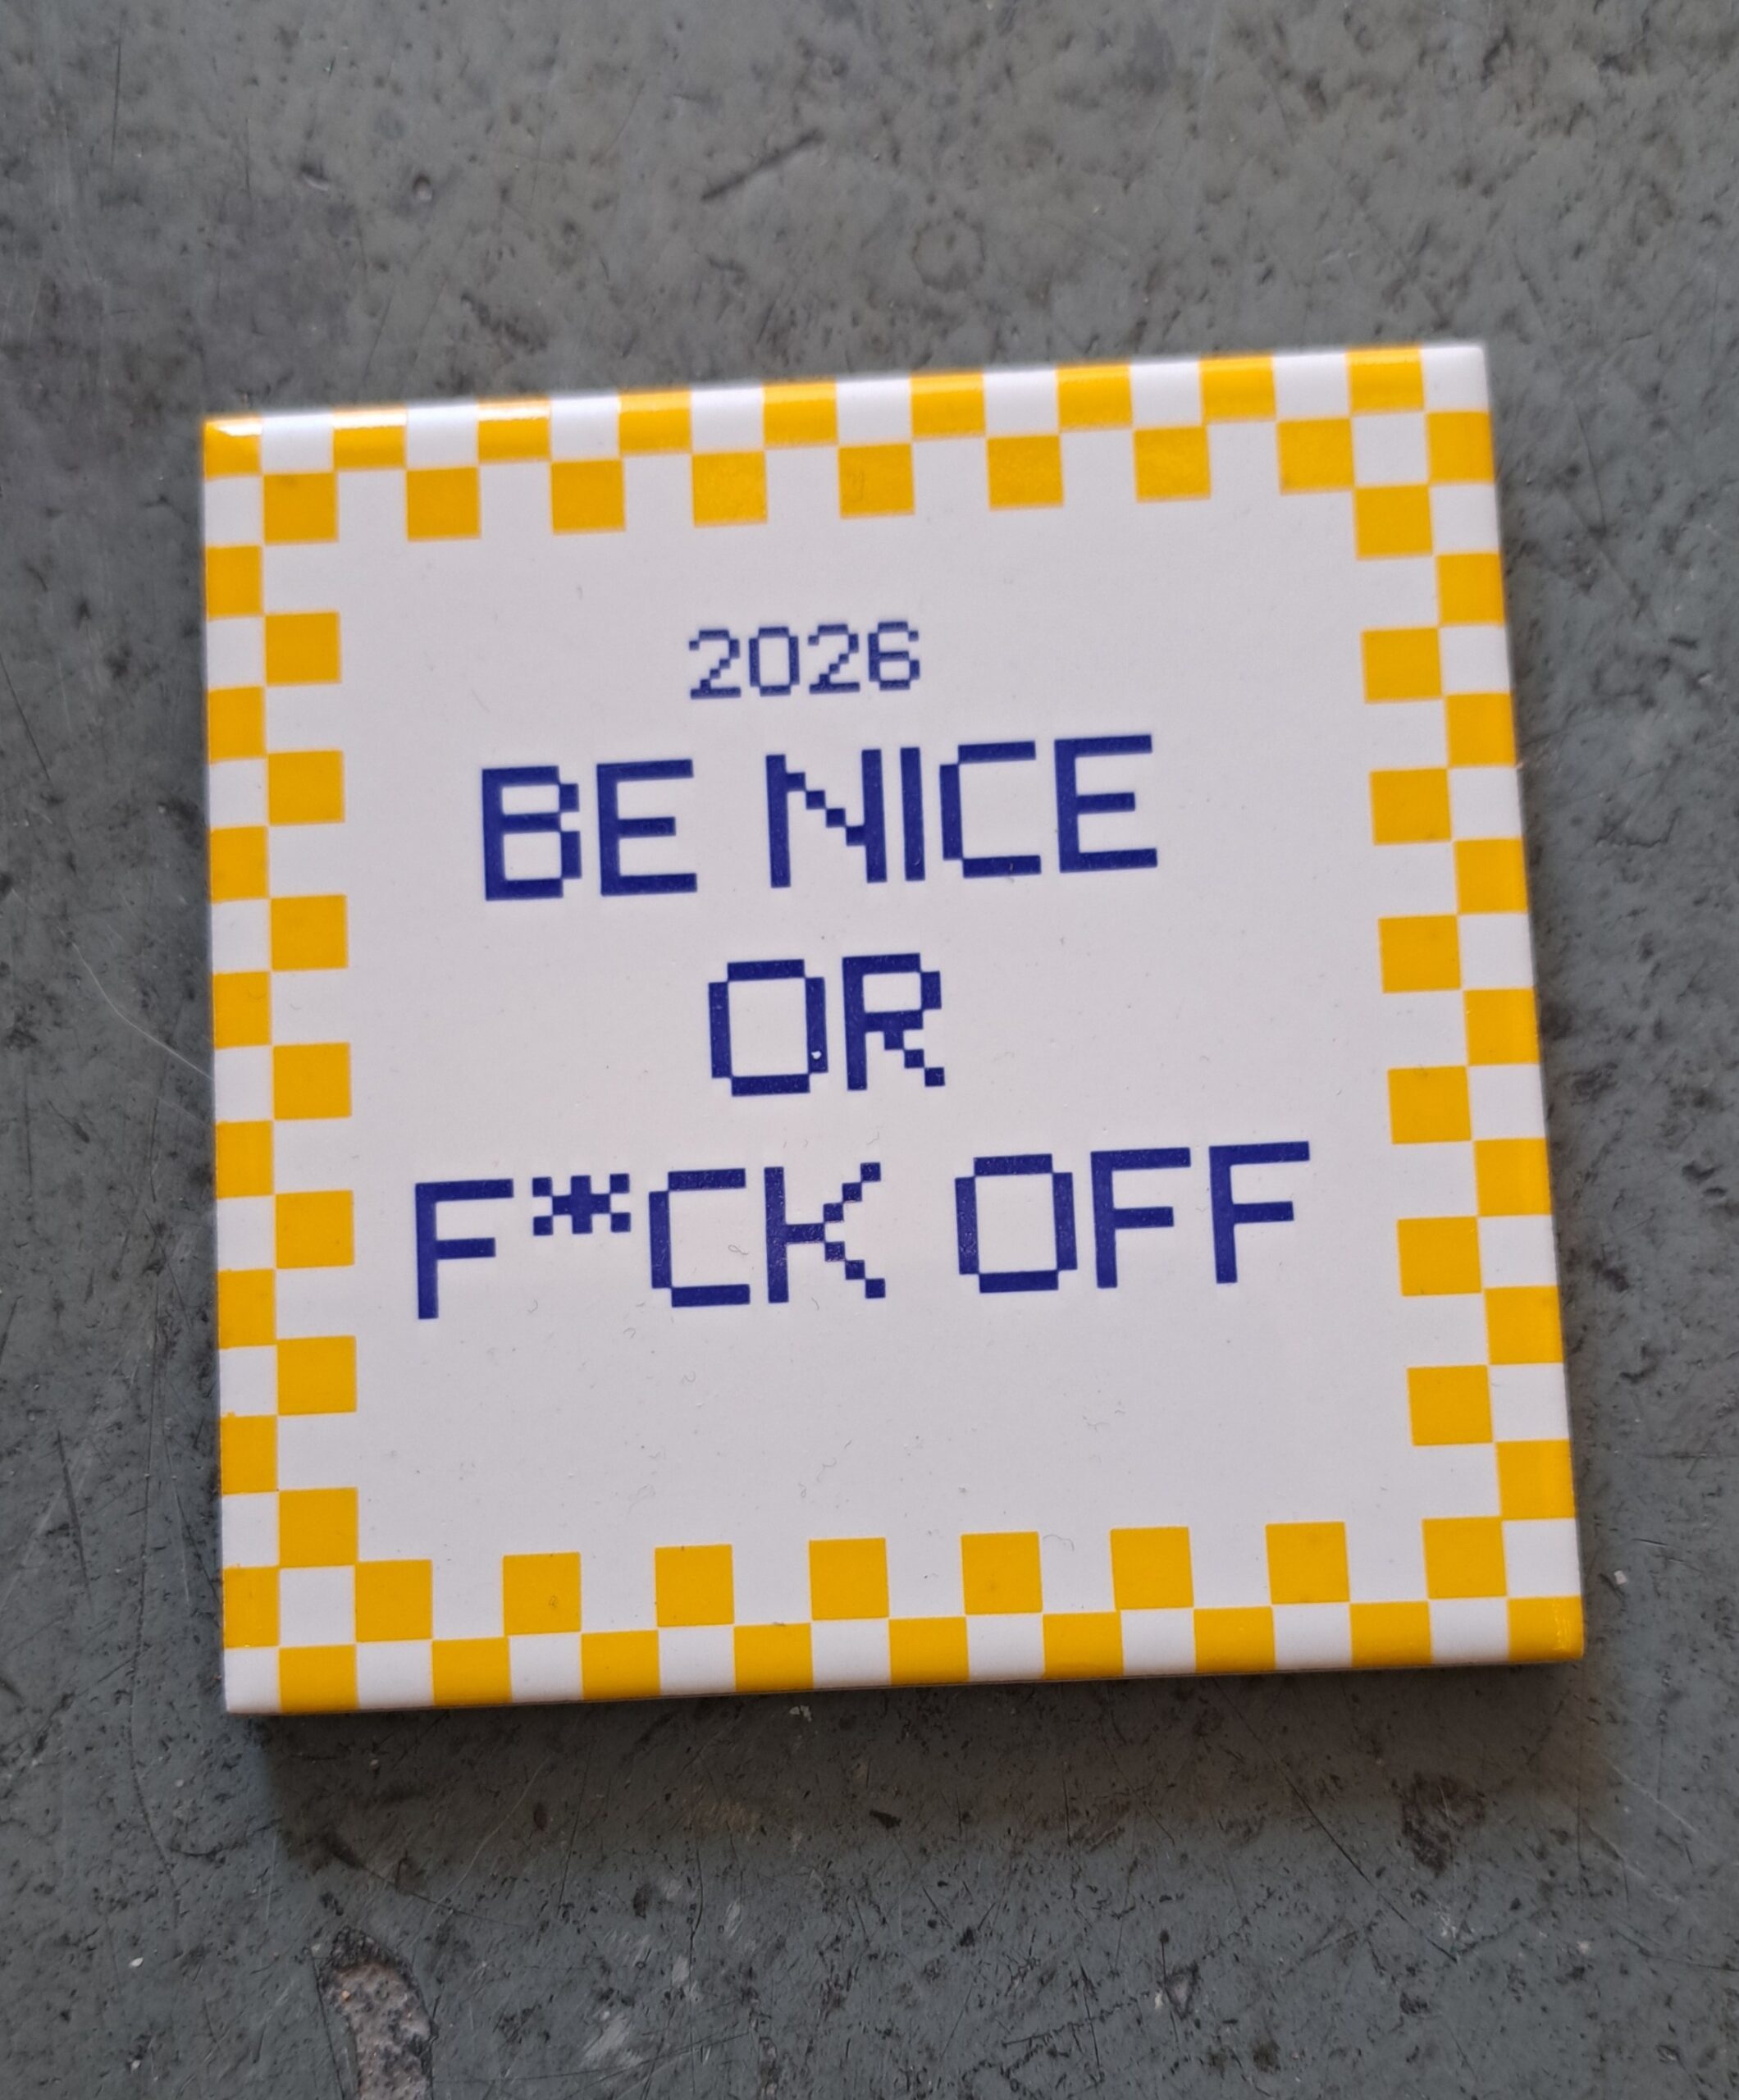 2026
BE NICE
OR
F*CK OFF